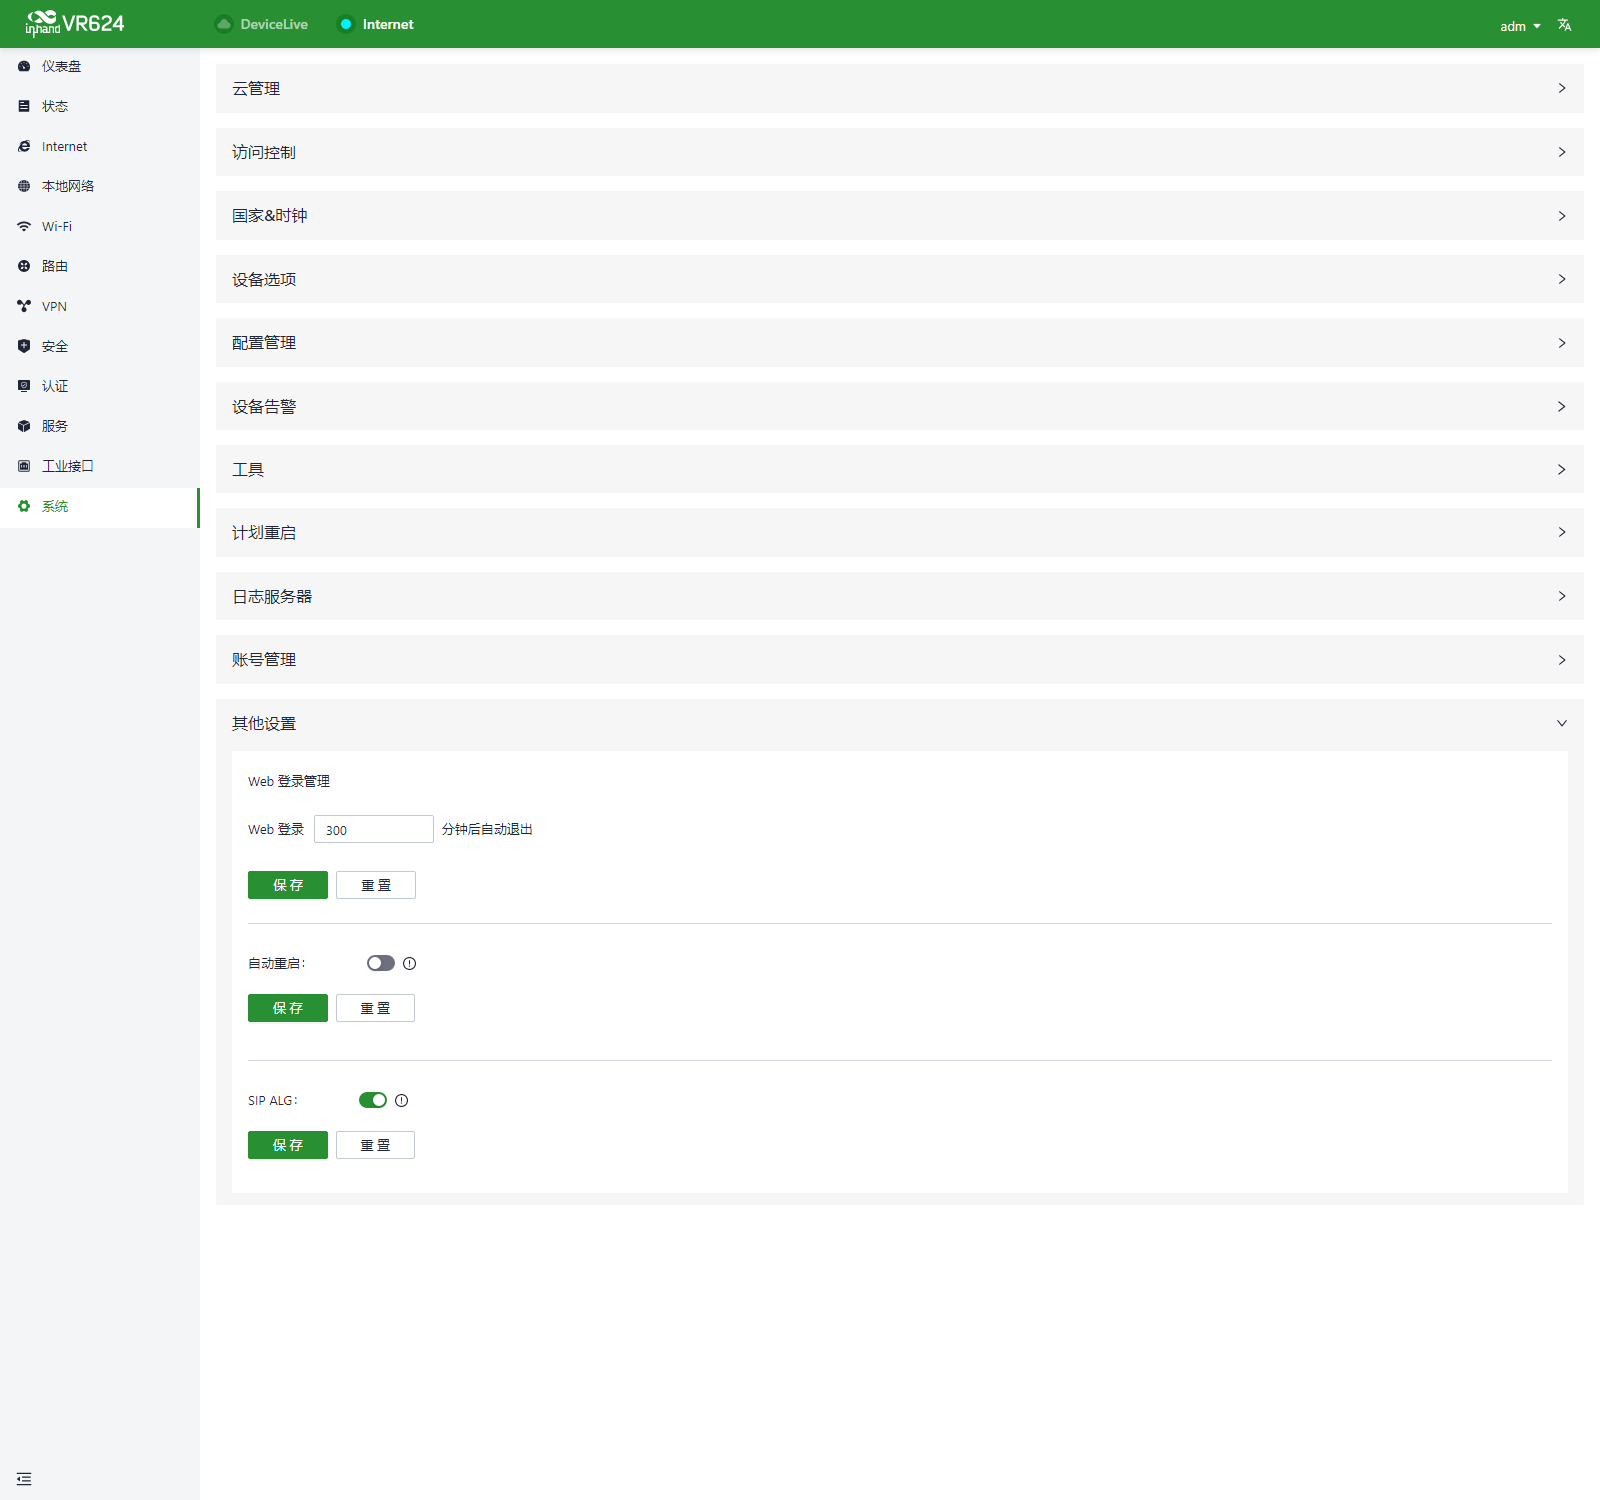 inhand VR624
DeviceLive
Internet
adm
仪表盘
状态
Internet
本地网络
Wi-Fi
路由
VPN
安全
认证
服务
工业接口
系统
云管理
访问控制
国家&时钟
设备选项
配置管理
设备告警
工具
计划重启
日志服务器
账号管理
其他设置
Web 登录管理
Web 登录 300 分钟后自动退出
保 存 重 置
自动重启：
保 存 重 置
SIP ALG：
保 存 重 置